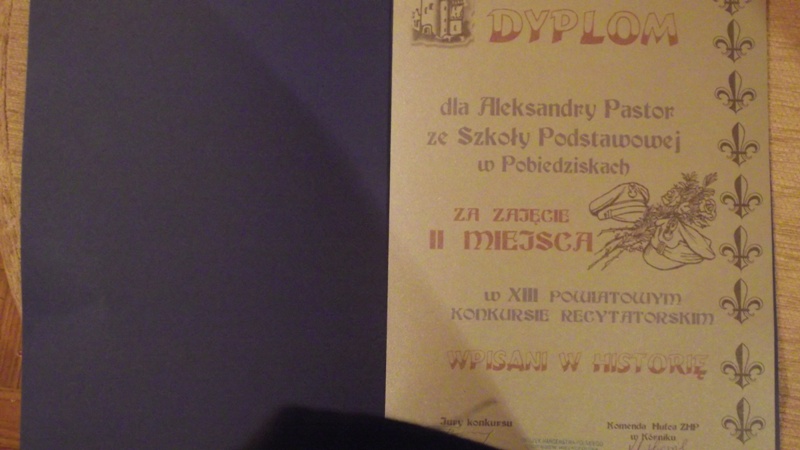 DYPLOM
dla Aleksandry Pastor
ze Szkoły Podstawowej
w Pobiedziskach
ZA ZAJĘCIE
II MIEJSCA
w XIII POWIATOWYM
KONKURSIE RECYTATORSKIM
WPISANI W HISTORIĘ
Jury konkursu
Komenda Hufca ZHP
w Kórniku